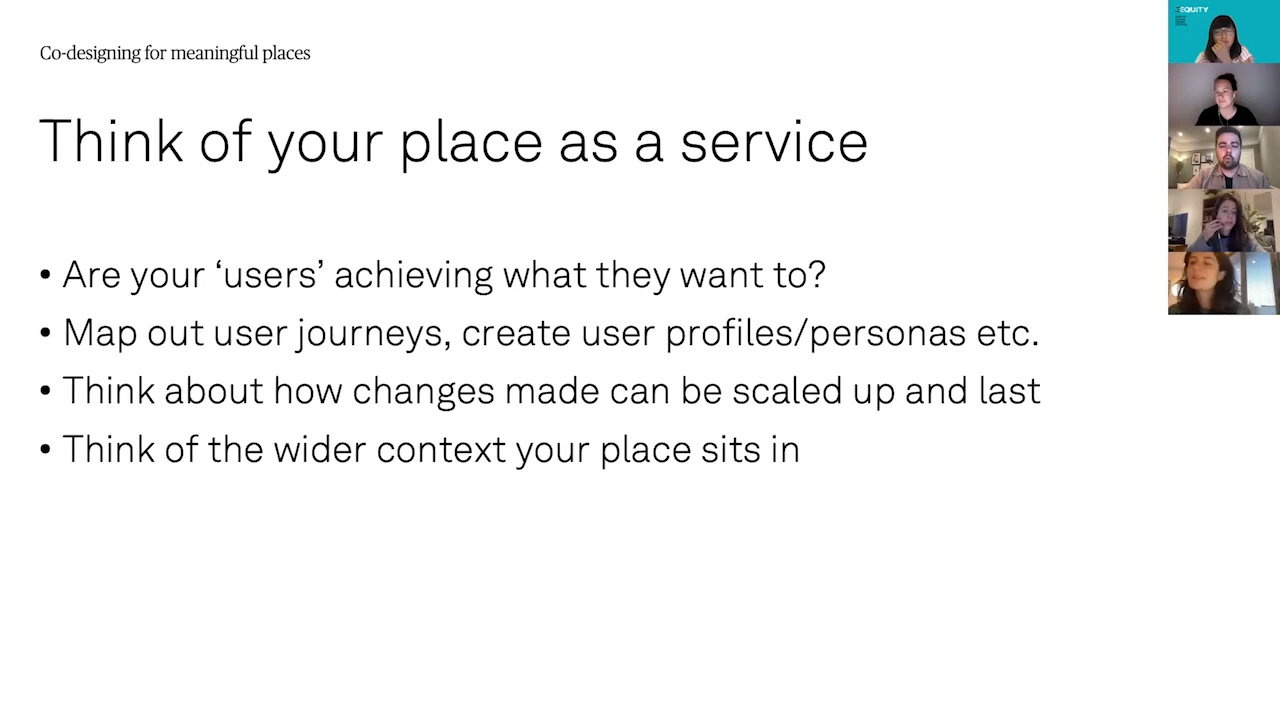 Co-designing for meaningful places
Think of your place as a service
• Are your ‘users’ achieving what they want to?
• Map out user journeys, create user profiles/personas etc.
• Think about how changes made can be scaled up and last
• Think of the wider context your place sits in
EQUITY